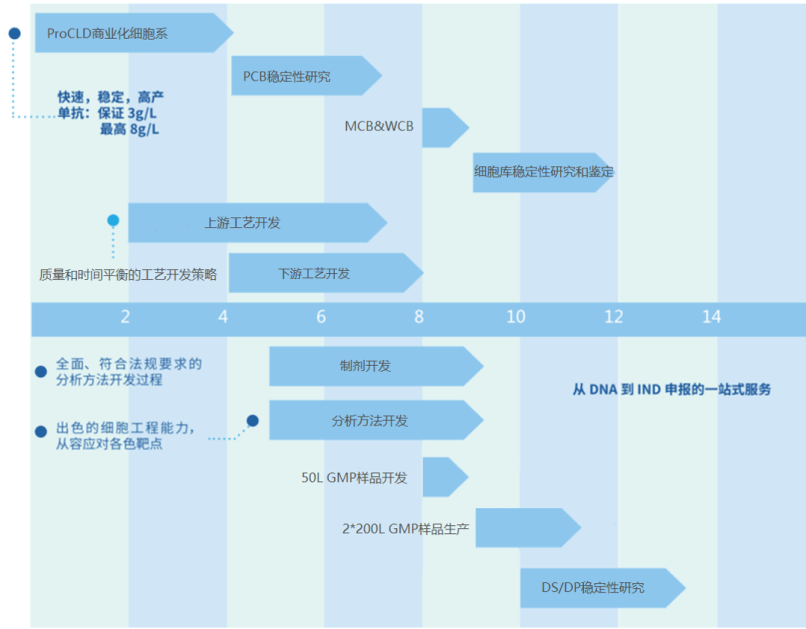 ProCLD商业化细胞系
PCB稳定性研究
快速，稳定，高产
单抗：保证 3g/L
最高 8g/L
MCB&WCB
细胞库稳定性研究和鉴定
上游工艺开发
质量和时间平衡的工艺开发策略
下游工艺开发
2 4 6 8 10 12 14
全面、符合法规要求的
分析方法开发过程
制剂开发
从 DNA 到 IND 申报的一站式服务
出色的细胞工程能力，
从容应对各色靶点
分析方法开发
50L GMP样品开发
2*200L GMP样品生产
DS/DP稳定性研究